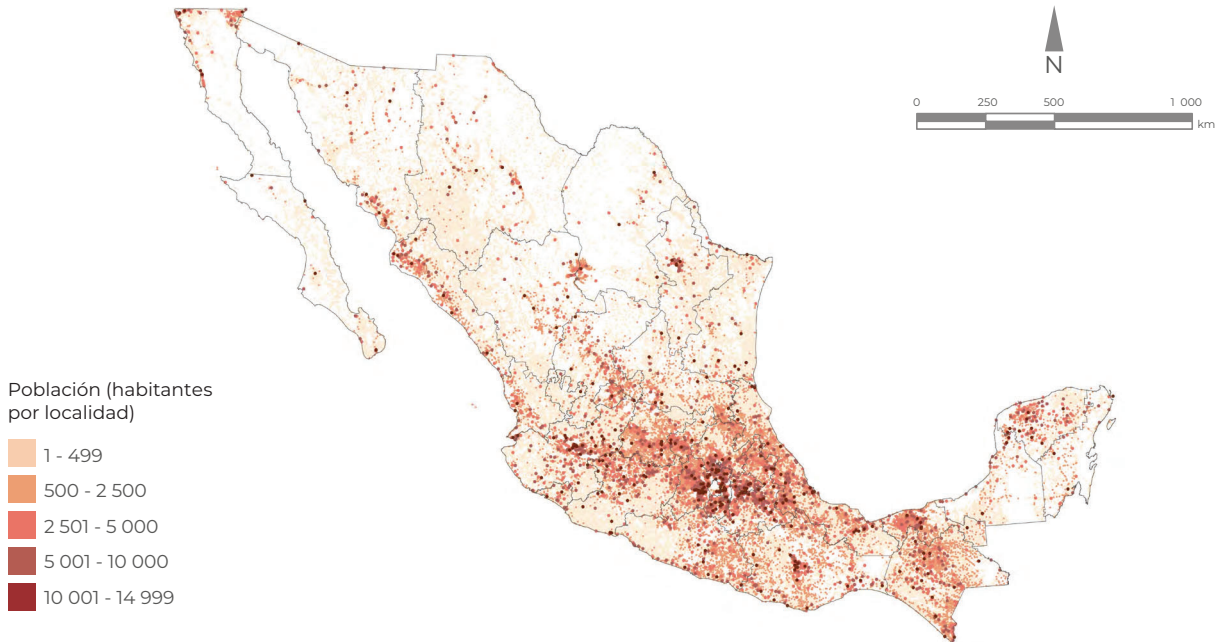 N
0 250 500 1 000
km
Población (habitantes
por localidad)
1 - 499
500 - 2 500
2 501 - 5 000
5 001 - 10 000
10 001 - 14 999